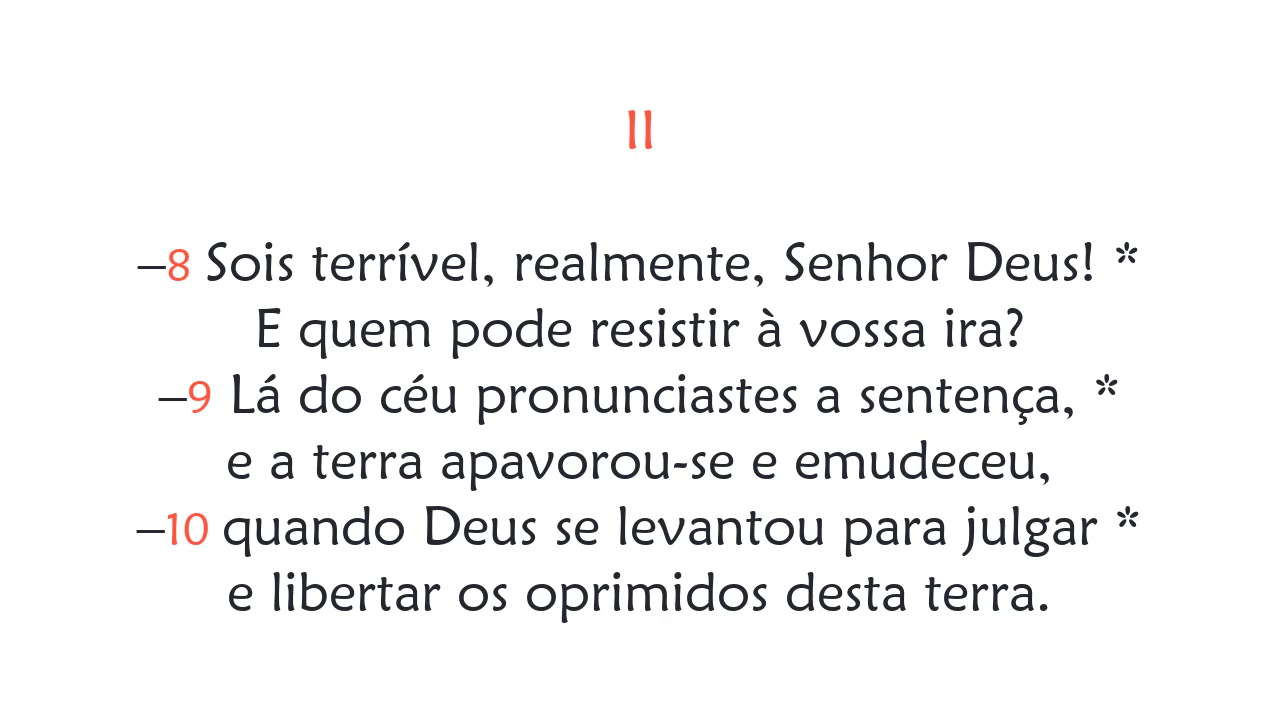 II
–8 Sois terrível, realmente, Senhor Deus! *
E quem pode resistir à vossa ira?
–9 Lá do céu pronunciastes a sentença, *
e a terra apavorou-se e emudeceu,
–10 quando Deus se levantou para julgar *
e libertar os oprimidos desta terra.